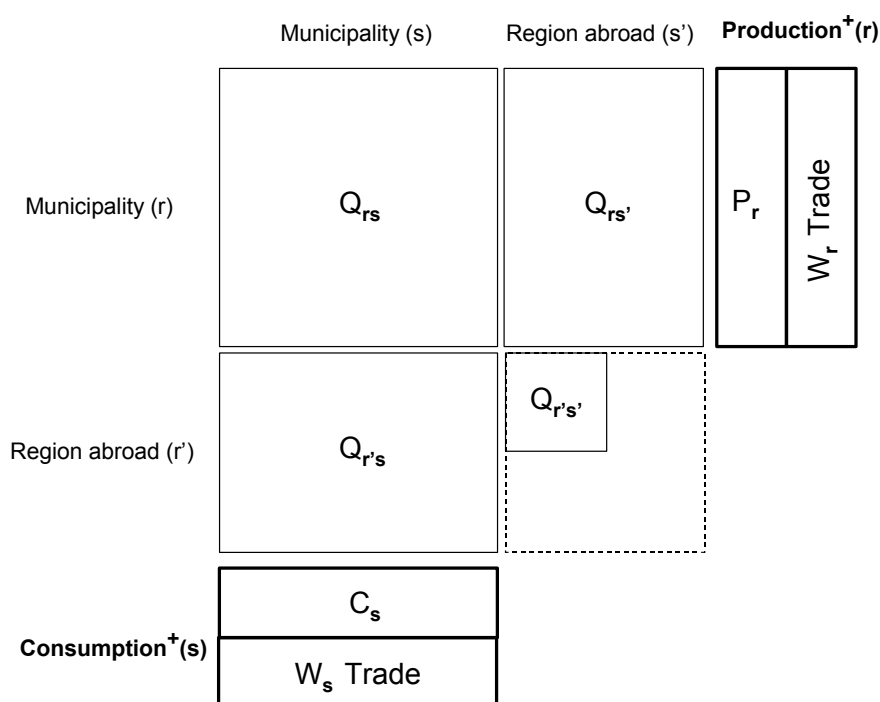 Municipality (s) Region abroad (s’) Production⁺(r)
Municipality (r) Qrs Qrs’ Pr Wr Trade
Region abroad (r’) Qr’s Qr’s’
Cs
Consumption⁺(s)
Ws Trade